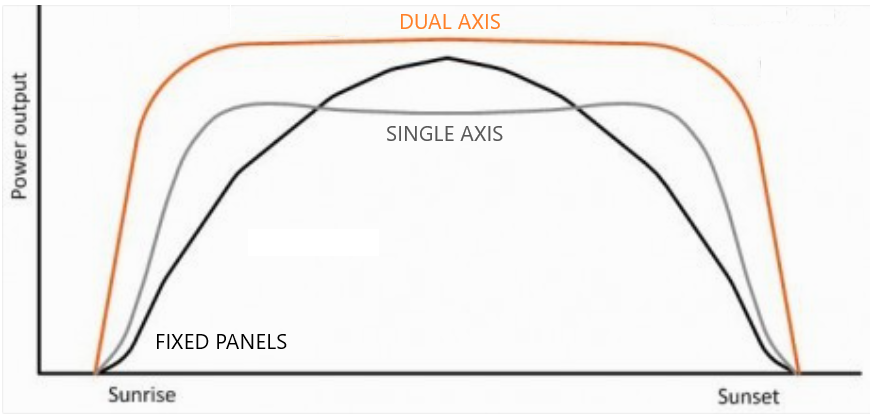 DUAL AXIS
Power output
SINGLE AXIS
FIXED PANELS
Sunrise
Sunset